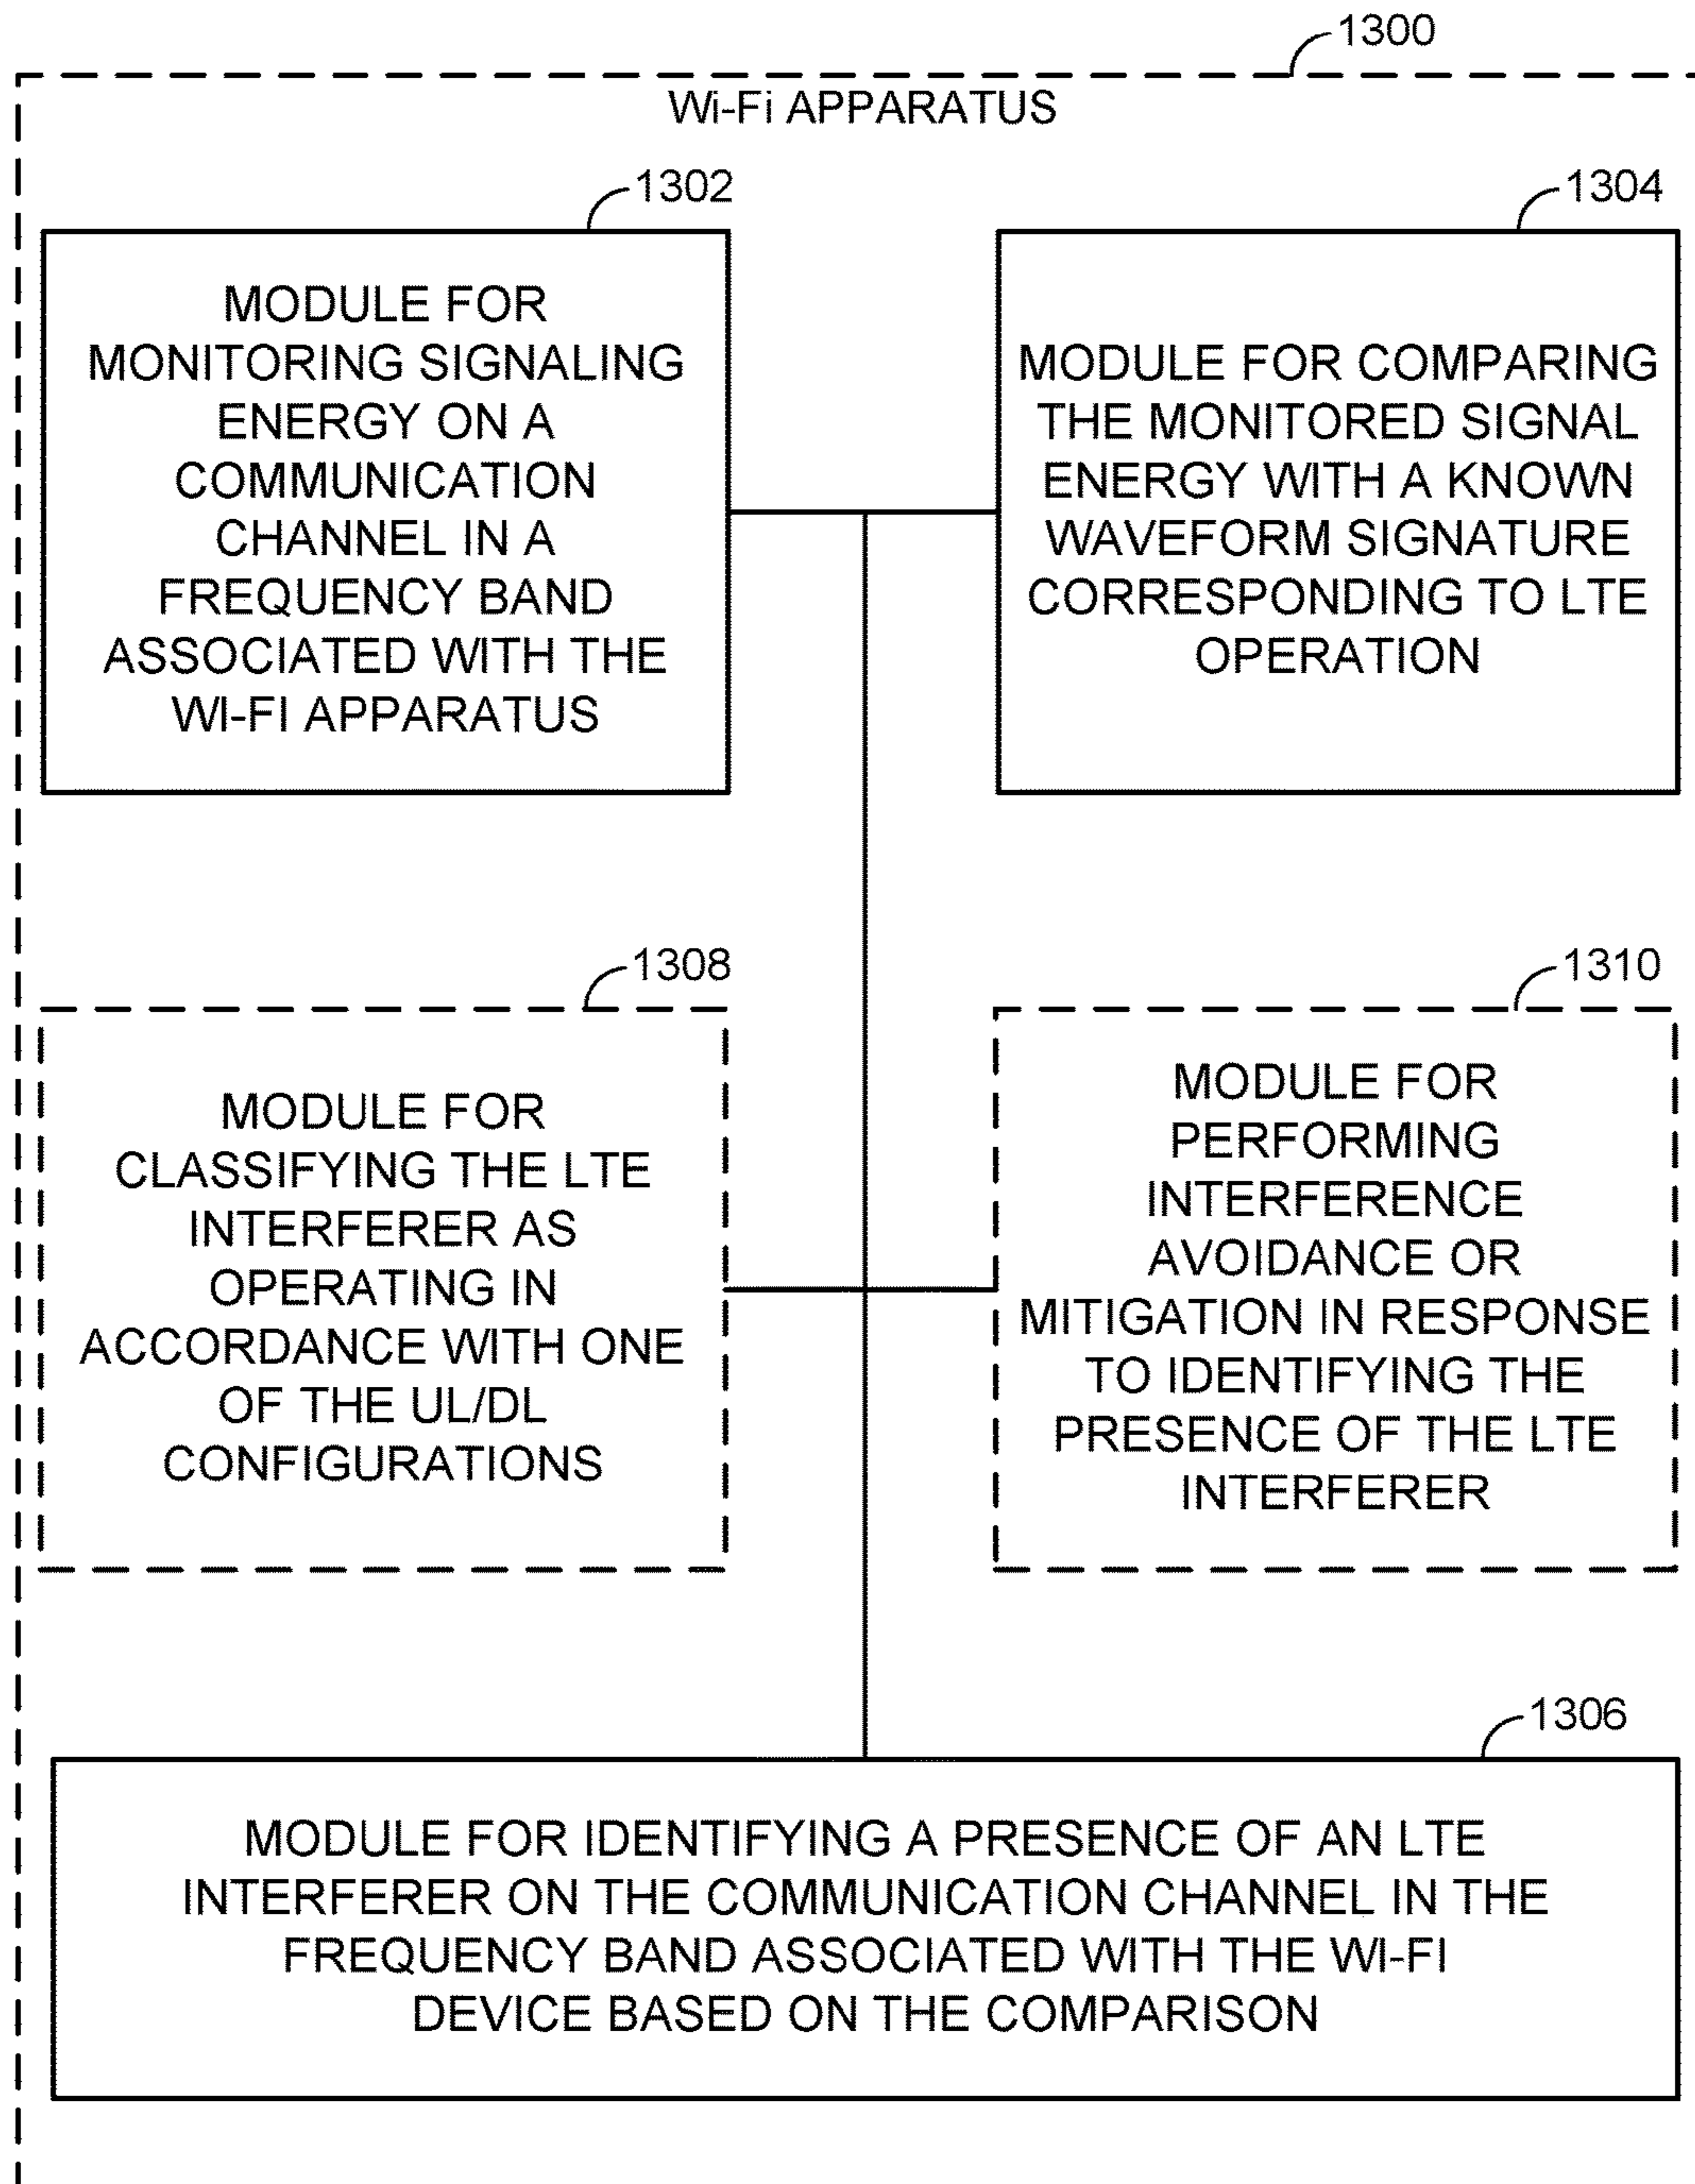 1300
Wi-Fi APPARATUS
1302
MODULE FOR
MONITORING SIGNALING
ENERGY ON A
COMMUNICATION
CHANNEL IN A
FREQUENCY BAND
ASSOCIATED WITH THE
WI-FI APPARATUS
1304
MODULE FOR COMPARING
THE MONITORED SIGNAL
ENERGY WITH A KNOWN
WAVEFORM SIGNATURE
CORRESPONDING TO LTE
OPERATION
1308
MODULE FOR
CLASSIFYING THE LTE
INTERFERER AS
OPERATING IN
ACCORDANCE WITH ONE
OF THE UL/DL
CONFIGURATIONS
1310
MODULE FOR
PERFORMING
INTERFERENCE
AVOIDANCE OR
MITIGATION IN RESPONSE
TO IDENTIFYING THE
PRESENCE OF THE LTE
INTERFERER
1306
MODULE FOR IDENTIFYING A PRESENCE OF AN LTE
INTERFERER ON THE COMMUNICATION CHANNEL IN THE
FREQUENCY BAND ASSOCIATED WITH THE WI-FI
DEVICE BASED ON THE COMPARISON